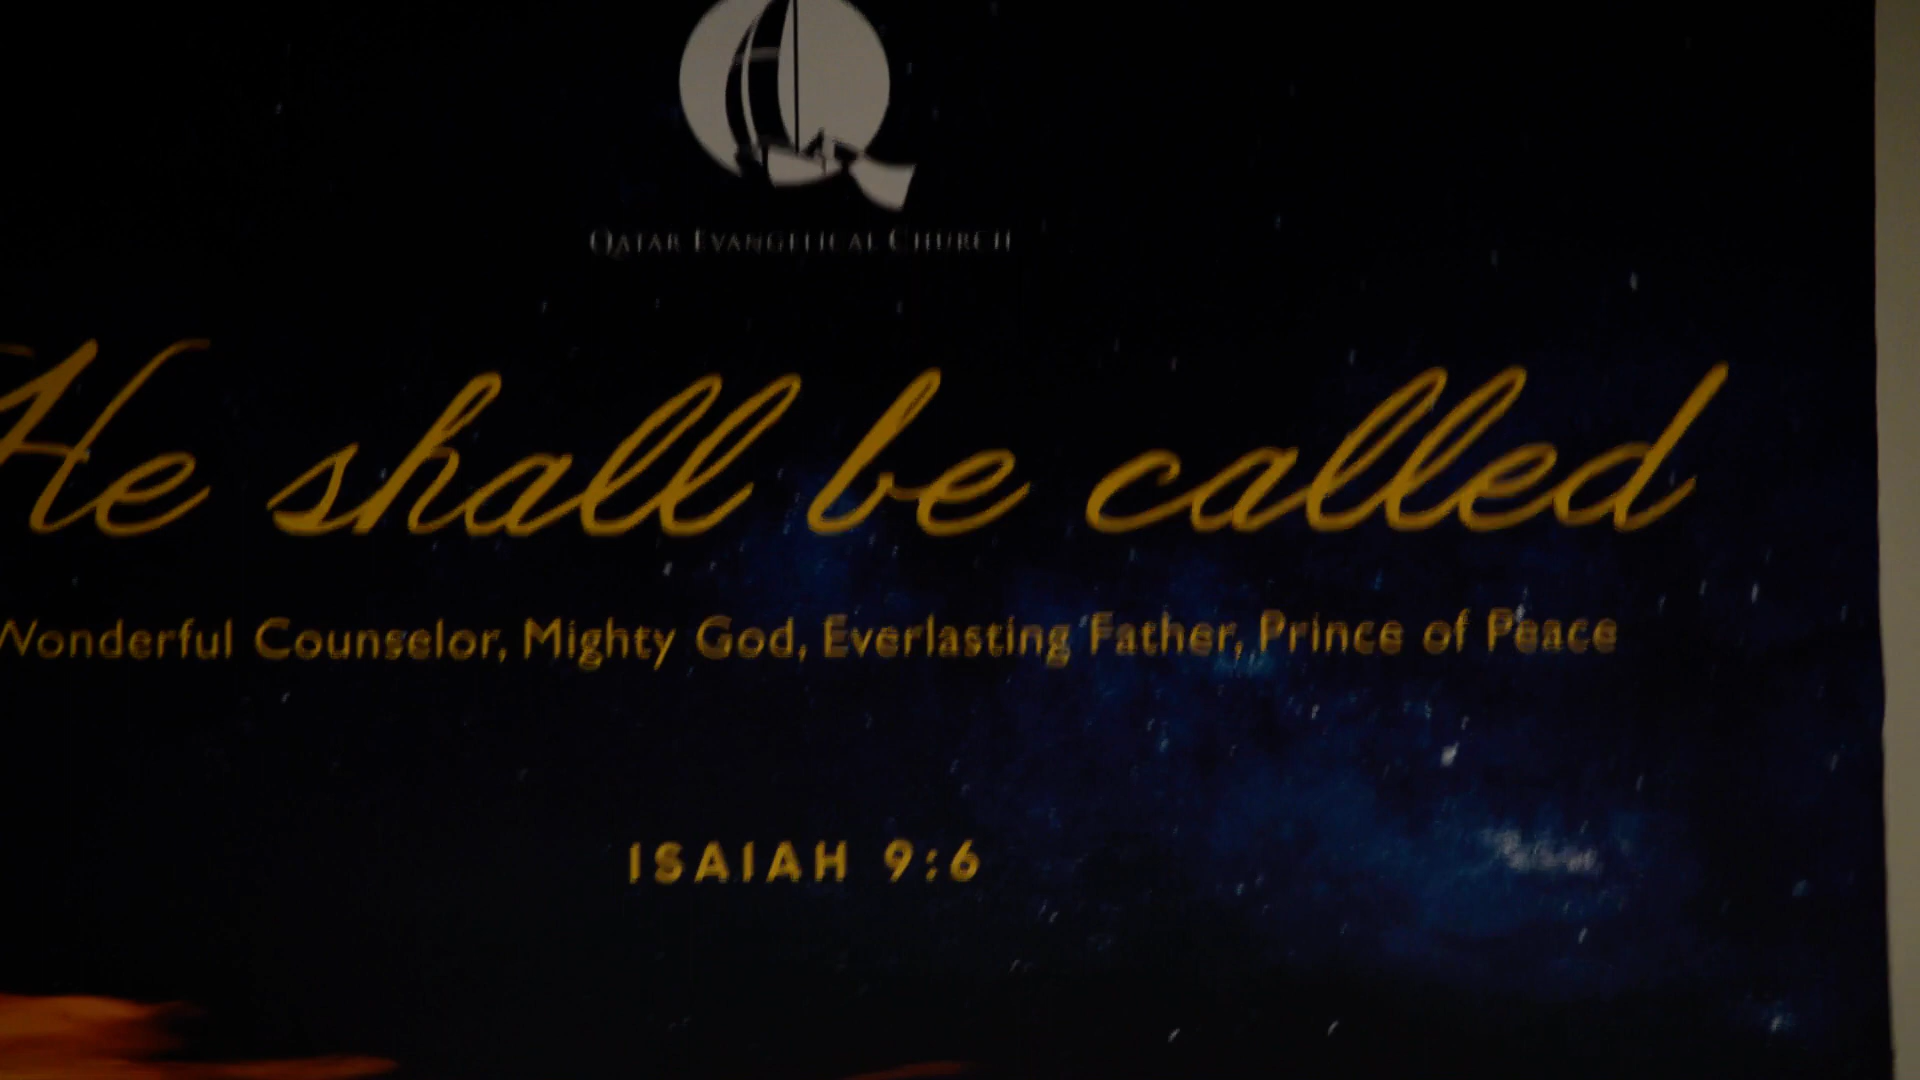 Qatar Evangelical Church
He shall be called
Wonderful Counselor, Mighty God, Everlasting Father, Prince of Peace
ISAIAH 9:6